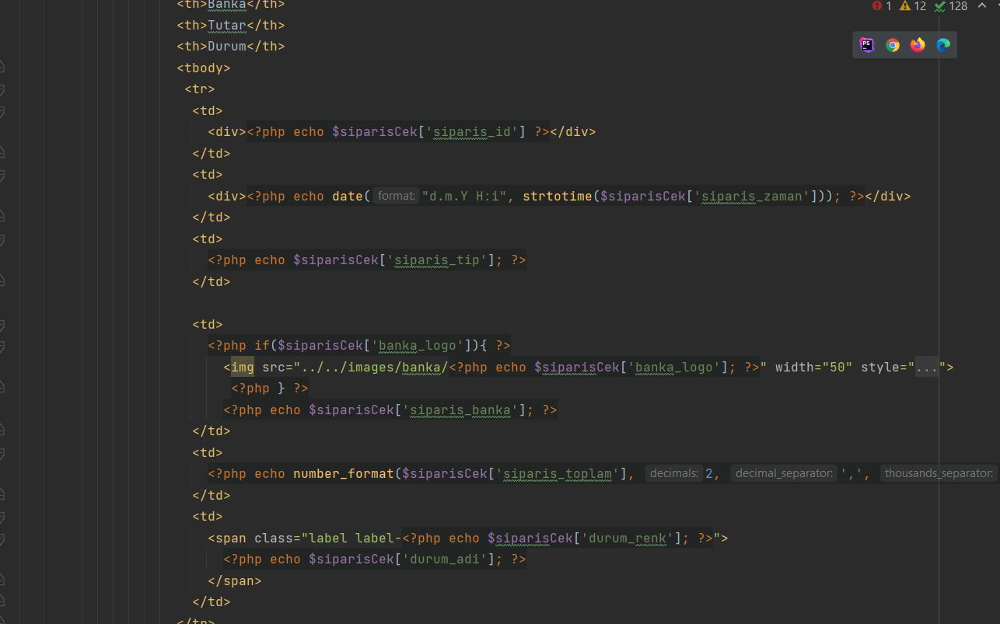 <th>Banka</th>
1 12 128
<th>Tutar</th>
<th>Durum</th>
PS
<tbody>
<tr>
<td>
<div><?php echo $siparisCek['siparis_id'] ?></div>
</td>
<td>
<div><?php echo date( format: "d.m.Y H:i", strtotime($siparisCek['siparis_zaman'])); ?></div>
</td>
<td>
<?php echo $siparisCek['siparis_tip']; ?>
</td>
<td>
<?php if($siparisCek['banka_logo']){ ?>
<img src="../../images/banka/<?php echo $siparisCek['banka_logo']; ?>" width="50" style="...">
<?php } ?>
<?php echo $siparisCek['siparis_banka']; ?>
</td>
<td>
<?php echo number_format($siparisCek['siparis_toplam'], decimals: 2, decimal_separator: ',', thousands_separator:
</td>
<td>
<span class="label label-<?php echo $siparisCek['durum_renk']; ?>">
<?php echo $siparisCek['durum_adi']; ?>
</span>
</td>
</tr>